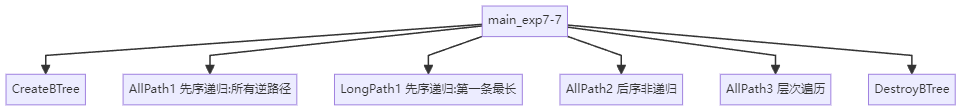 main_exp7-7
CreateBTree
AllPath1 先序递归:所有逆路径
LongPath1 先序递归:第一条最长
AllPath2 后序非递归
AllPath3 层次遍历
DestroyBTree